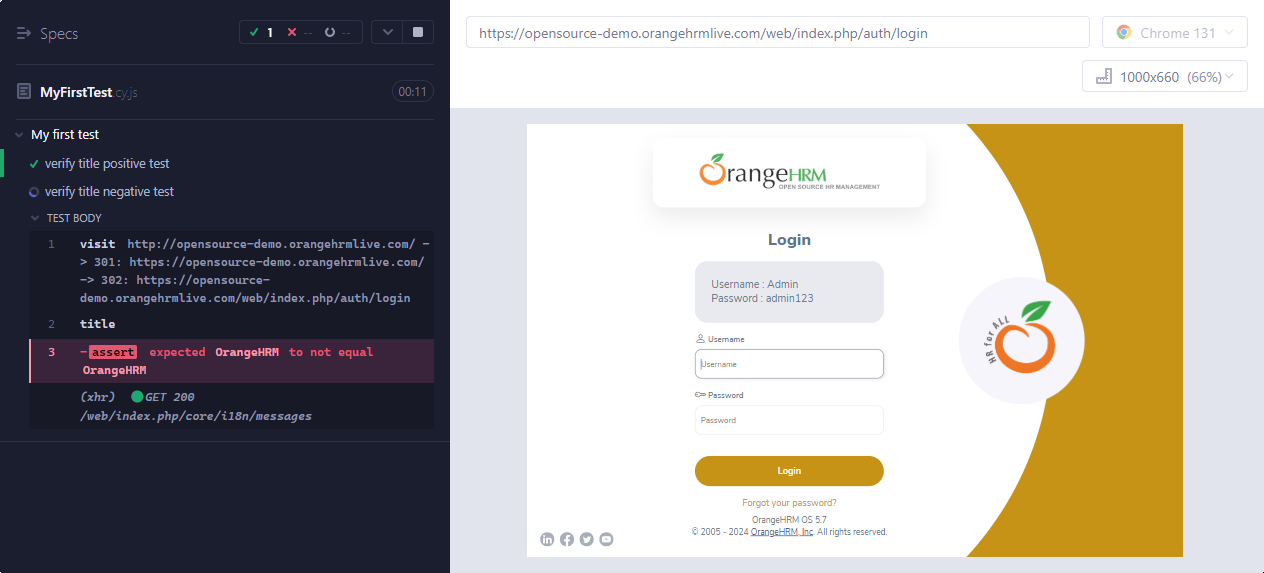 Specs
1
--
--
MyFirstTest.cy.js
00:11
My first test
verify title positive test
verify title negative test
TEST BODY
1 visit http://opensource-demo.orangehrmlive.com/ –
> 301: https://opensource-demo.orangehrmlive.com/
–> 302: https://opensource-
demo.orangehrmlive.com/web/index.php/auth/login
2 title
3 -assert expected OrangeHRM to not equal
OrangeHRM
(xhr) GET 200
/web/index.php/core/i18n/messages
https://opensource-demo.orangehrmlive.com/web/index.php/auth/login
Chrome 131
1000x660 (66%)
OrangeHRM
OPEN SOURCE HR MANAGEMENT
Login
Username : Admin
Password : admin123
Username
Username
Password
Password
Login
Forgot your password?
OrangeHRM OS 5.7
© 2005 - 2024 OrangeHRM, Inc. All rights reserved.
HR for ALL